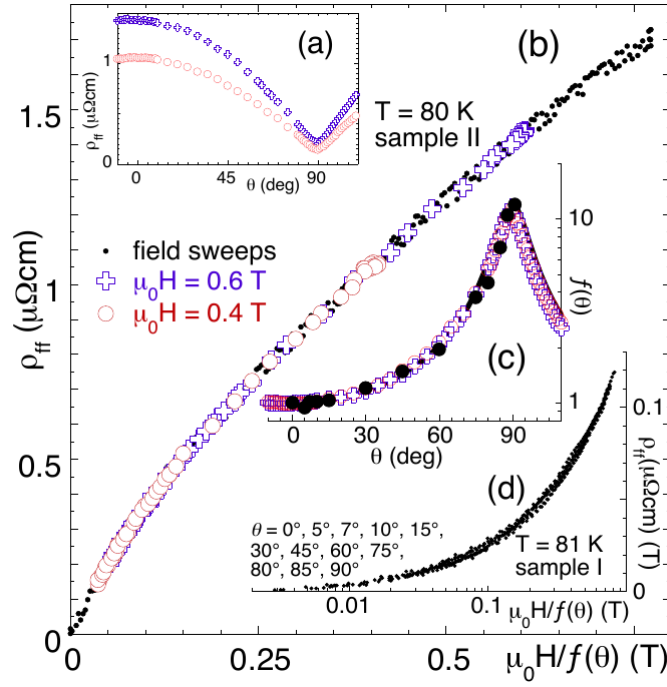 (a)
1
ρff (μΩcm)
0
45
90
θ (deg)
(b)
T = 80 K
sample II
1.5
1
0.5
0
ρff (μΩcm)
field sweeps
μ0H = 0.6 T
μ0H = 0.4 T
10
1
f(θ)
(c)
0
30
60
90
θ (deg)
(d)
θ = 0°, 5°, 7°, 10°, 15°,
30°, 45°, 60°, 75°,
80°, 85°, 90°
T = 81 K
sample I
0.1
0
ρff(μΩcm) (T)
0.01
0.1
μ0H/f(θ) (T)
0
0.25
0.5
μ0H/f(θ) (T)